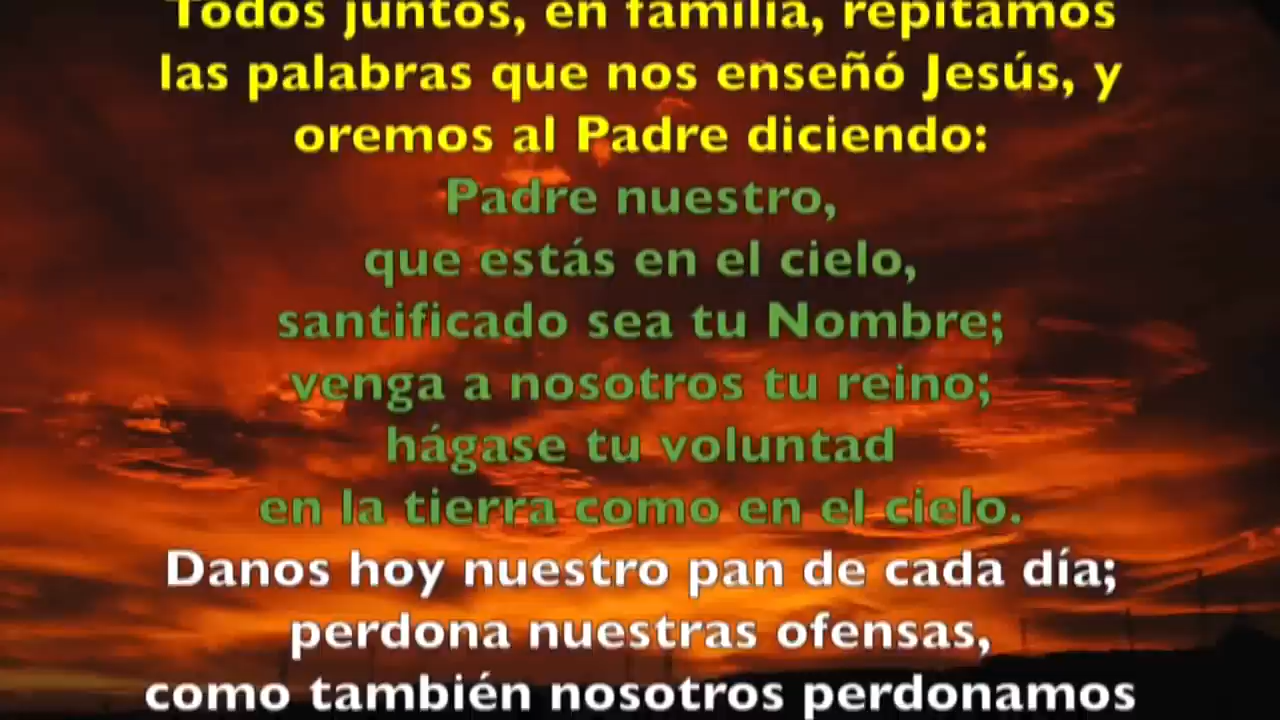 Todos juntos, en familia, repitamos
las palabras que nos enseñó Jesús, y
oremos al Padre diciendo:
Padre nuestro,
que estás en el cielo,
santificado sea tu Nombre;
venga a nosotros tu reino;
hágase tu voluntad
en la tierra como en el cielo.
Danos hoy nuestro pan de cada día;
perdona nuestras ofensas,
como también nosotros perdonamos